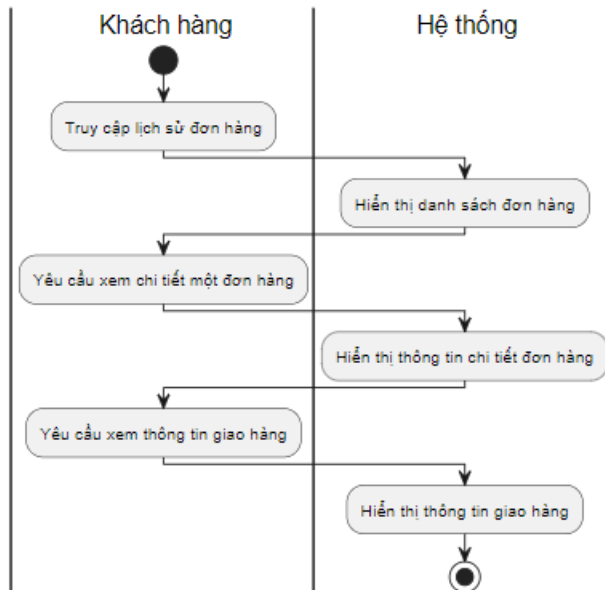 Khách hàng
Hệ thống
Truy cập lịch sử đơn hàng
Hiển thị danh sách đơn hàng
Yêu cầu xem chi tiết một đơn hàng
Hiển thị thông tin chi tiết đơn hàng
Yêu cầu xem thông tin giao hàng
Hiển thị thông tin giao hàng